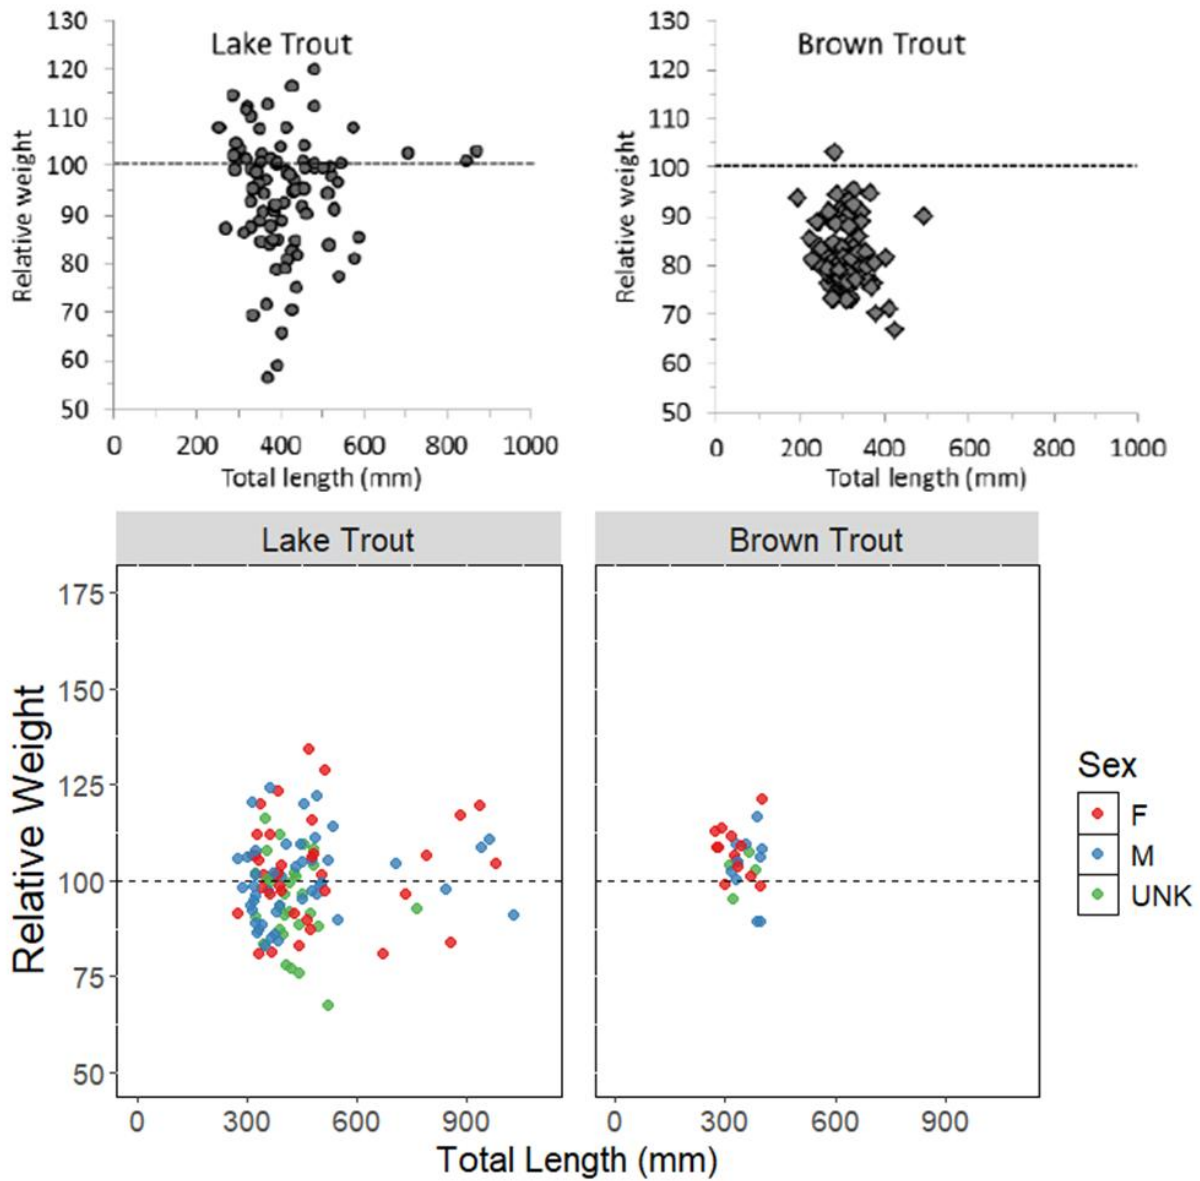 Lake Trout
Relative weight
130
120
110
100
90
80
70
60
50
0 200 400 600 800 1000
Total length (mm)
Brown Trout
Relative weight
130
120
110
100
90
80
70
60
50
0 200 400 600 800 1000
Total length (mm)
Lake Trout
Brown Trout
Relative Weight
175
150
125
100
75
50
0 300 600 900
0 300 600 900
Total Length (mm)
Sex
F
M
UNK